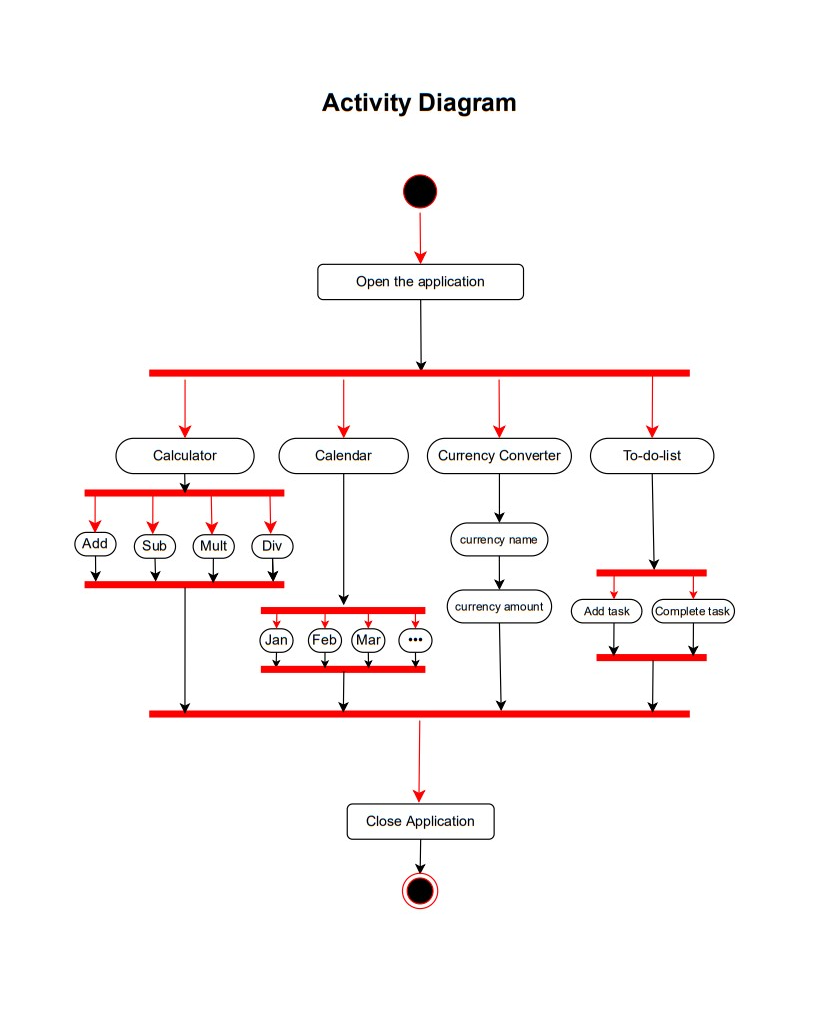 Activity Diagram
Open the application
Calculator
Calendar
Currency Converter
To-do-list
Add
Sub
Mult
Div
currency name
currency amount
Add task
Complete task
Jan
Feb
Mar
•••
Close Application